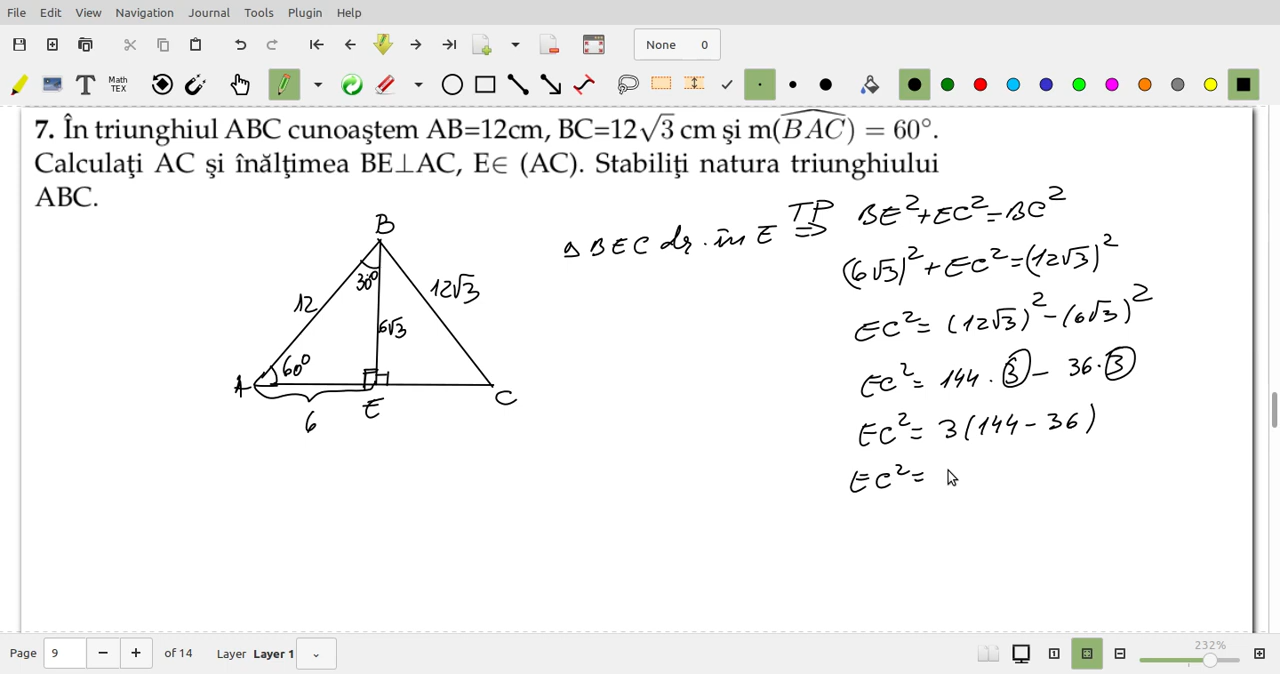 File Edit View Navigation Journal Tools Plugin Help
None 0
T Math TEX
7. În triunghiul ABC cunoaştem AB=12cm, BC=12√3 cm şi m(BAC) = 60°.
Calculaţi AC şi înălţimea BE⊥AC, E∈ (AC). Stabiliţi natura triunghiului
ABC.
B
30°
12
12√3
6√3
60°
A
E
C
6
Δ BEC dr. în E TP ⇒ BE²+EC²=BC²
(6√3)²+EC²=(12√3)²
EC²= (12√3)²-(6√3)²
EC²= 144·3 - 36·3
EC²= 3(144-36)
EC²=
Page 9 of 14 Layer Layer 1 232%